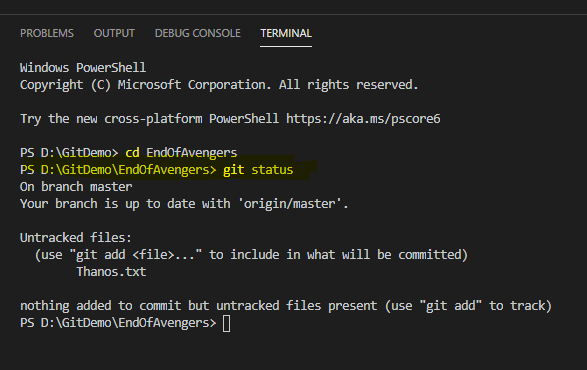 PROBLEMS OUTPUT DEBUG CONSOLE TERMINAL
Windows PowerShell
Copyright (C) Microsoft Corporation. All rights reserved.
Try the new cross-platform PowerShell https://aka.ms/pscore6
PS D:\GitDemo> cd EndOfAvengers
PS D:\GitDemo\EndOfAvengers> git status
On branch master
Your branch is up to date with 'origin/master'.
Untracked files:
  (use "git add <file>..." to include in what will be committed)
        Thanos.txt
nothing added to commit but untracked files present (use "git add" to track)
PS D:\GitDemo\EndOfAvengers>